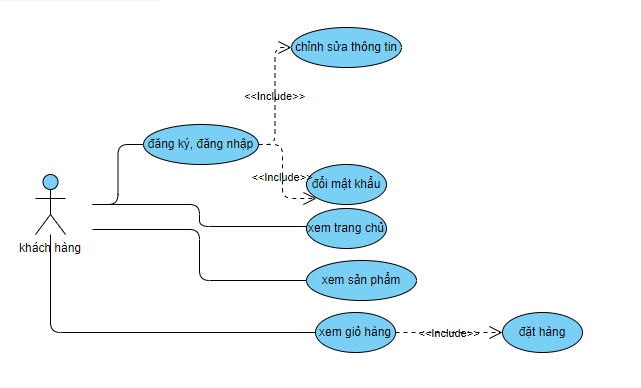 chỉnh sửa thông tin
<<Include>>
đăng ký, đăng nhập
<<Include>>
đổi mật khẩu
xem trang chủ
khách hàng
xem sản phẩm
xem giỏ hàng
<<Include>>
đặt hàng